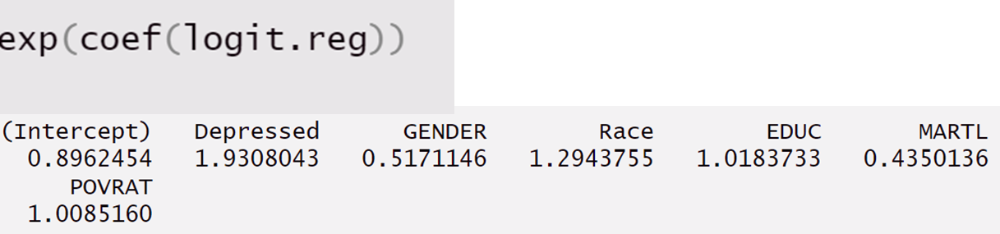 exp(coef(logit.reg))
(Intercept) Depressed GENDER Race EDUC MARTL
0.8962454 1.9308043 0.5171146 1.2943755 1.0183733 0.4350136
POVRAT
1.0085160